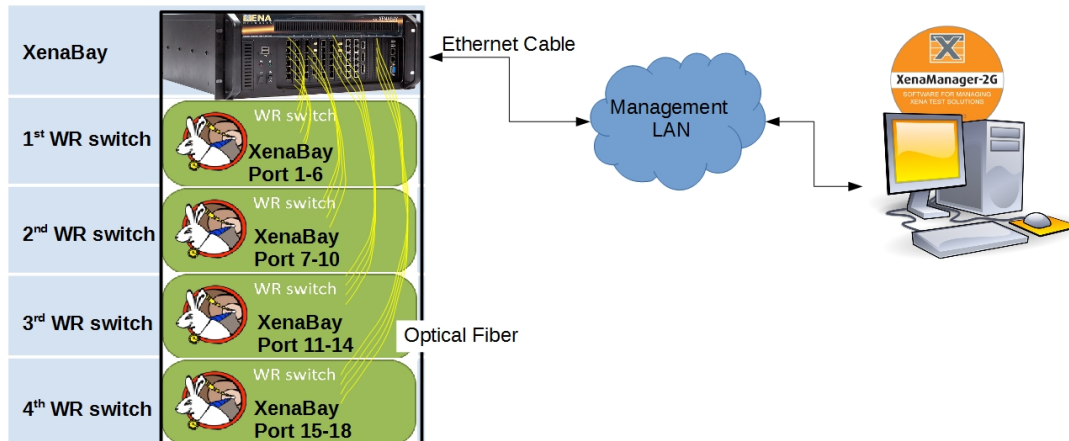 XenaBay
XENA
XENABAY
Ethernet Cable
Management
LAN
X
XenaManager-2G
SOFTWARE FOR MANAGING
XENA TEST SOLUTIONS
1st WR switch
WR switch
XenaBay
Port 1-6
2nd WR switch
WR switch
XenaBay
Port 7-10
3rd WR switch
WR switch
XenaBay
Port 11-14
Optical Fiber
4th WR switch
WR switch
XenaBay
Port 15-18